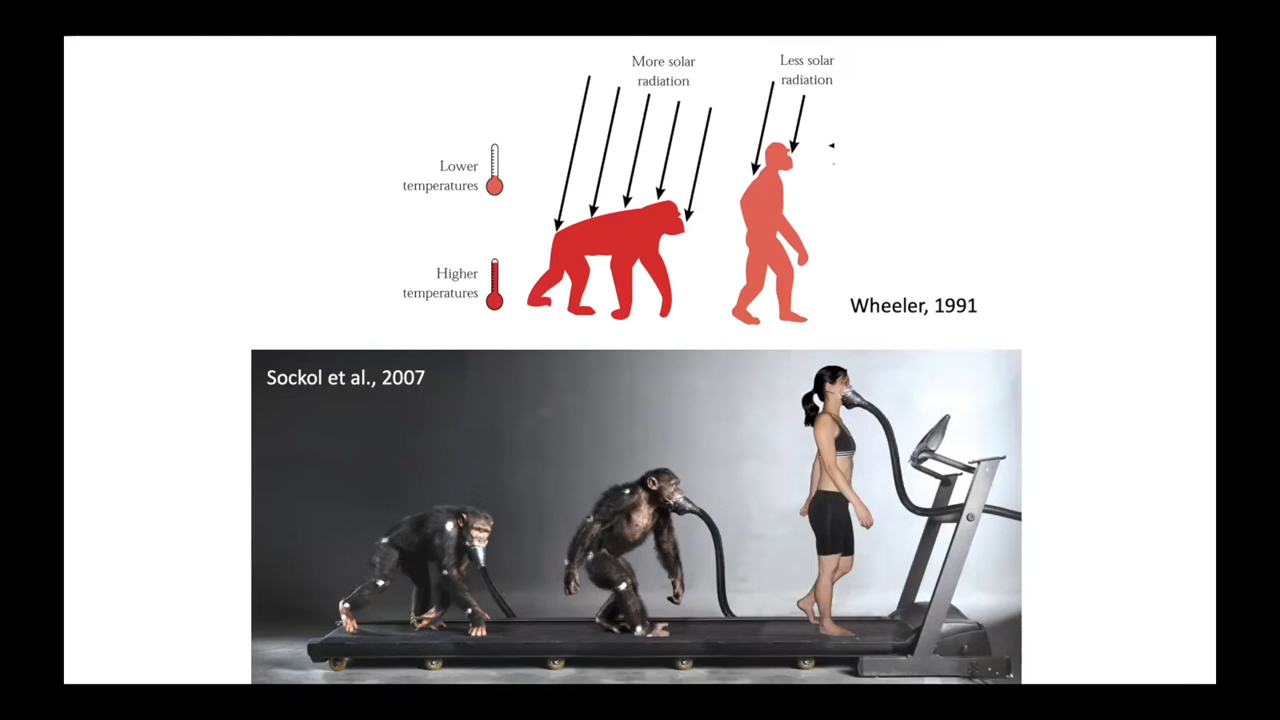 More solar
radiation
Less solar
radiation
Lower
temperatures
Higher
temperatures
Wheeler, 1991
Sockol et al., 2007